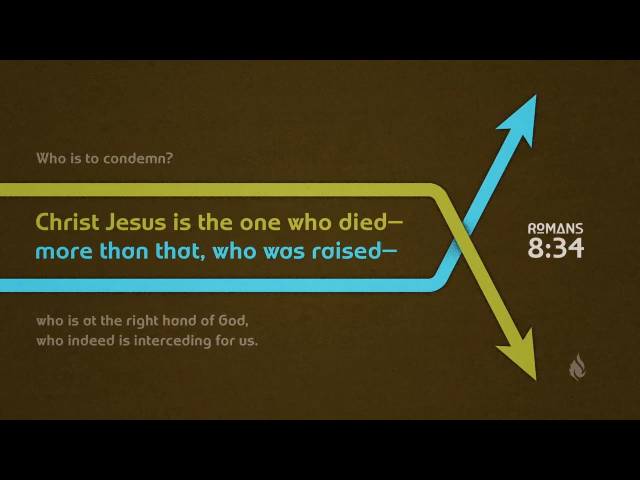 Who is to condemn?
Christ Jesus is the one who died—
more than that, who was raised—
who is at the right hand of God,
who indeed is interceding for us.
ROMANS
8:34